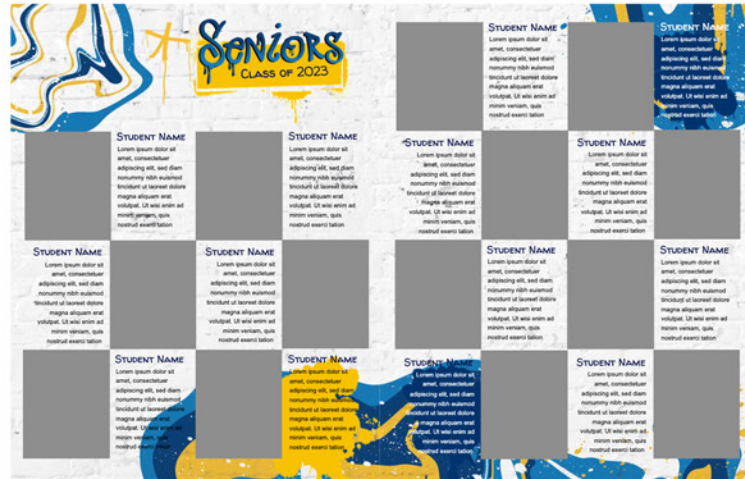 SENIORS
CLASS OF 2023
STUDENT NAME
Lorem ipsum dolor sit
amet, consectetuer
adipiscing elit, sed diam
nonummy nibh euismod
tincidunt ut laoreet dolore
magna aliquam erat
volutpat. Ut wisi enim ad
minim veniam, quis
nostrud exerci tation
STUDENT NAME
Lorem ipsum dolor sit
amet, consectetuer
adipiscing elit, sed diam
nonummy nibh euismod
tincidunt ut laoreet dolore
magna aliquam erat
volutpat. Ut wisi enim ad
minim veniam, quis
nostrud exerci tation
STUDENT NAME
Lorem ipsum dolor sit
amet, consectetuer
adipiscing elit, sed diam
nonummy nibh euismod
tincidunt ut laoreet dolore
magna aliquam erat
volutpat. Ut wisi enim ad
minim veniam, quis
nostrud exerci tation
STUDENT NAME
Lorem ipsum dolor sit
amet, consectetuer
adipiscing elit, sed diam
nonummy nibh euismod
tincidunt ut laoreet dolore
magna aliquam erat
volutpat. Ut wisi enim ad
minim veniam, quis
nostrud exerci tation
STUDENT NAME
Lorem ipsum dolor sit
amet, consectetuer
adipiscing elit, sed diam
nonummy nibh euismod
tincidunt ut laoreet dolore
magna aliquam erat
volutpat. Ut wisi enim ad
minim veniam, quis
nostrud exerci tation
STUDENT NAME
Lorem ipsum dolor sit
amet, consectetuer
adipiscing elit, sed diam
nonummy nibh euismod
tincidunt ut laoreet dolore
magna aliquam erat
volutpat. Ut wisi enim ad
minim veniam, quis
nostrud exerci tation
STUDENT NAME
Lorem ipsum dolor sit
amet, consectetuer
adipiscing elit, sed diam
nonummy nibh euismod
tincidunt ut laoreet dolore
magna aliquam erat
volutpat. Ut wisi enim ad
minim veniam, quis
nostrud exerci tation
STUDENT NAME
Lorem ipsum dolor sit
amet, consectetuer
adipiscing elit, sed diam
nonummy nibh euismod
tincidunt ut laoreet dolore
magna aliquam erat
volutpat. Ut wisi enim ad
minim veniam, quis
nostrud exerci tation
STUDENT NAME
Lorem ipsum dolor sit
amet, consectetuer
adipiscing elit, sed diam
nonummy nibh euismod
tincidunt ut laoreet dolore
magna aliquam erat
volutpat. Ut wisi enim ad
minim veniam, quis
nostrud exerci tation
STUDENT NAME
Lorem ipsum dolor sit
amet, consectetuer
adipiscing elit, sed diam
nonummy nibh euismod
tincidunt ut laoreet dolore
magna aliquam erat
volutpat. Ut wisi enim ad
minim veniam, quis
nostrud exerci tation
STUDENT NAME
Lorem ipsum dolor sit
amet, consectetuer
adipiscing elit, sed diam
nonummy nibh euismod
tincidunt ut laoreet dolore
magna aliquam erat
volutpat. Ut wisi enim ad
minim veniam, quis
nostrud exerci tation
STUDENT NAME
Lorem ipsum dolor sit
amet, consectetuer
adipiscing elit, sed diam
nonummy nibh euismod
tincidunt ut laoreet dolore
magna aliquam erat
volutpat. Ut wisi enim ad
minim veniam, quis
nostrud exerci tation
STUDENT NAME
Lorem ipsum dolor sit
amet, consectetuer
adipiscing elit, sed diam
nonummy nibh euismod
tincidunt ut laoreet dolore
magna aliquam erat
volutpat. Ut wisi enim ad
minim veniam, quis
nostrud exerci tation
STUDENT NAME
Lorem ipsum dolor sit
amet, consectetuer
adipiscing elit, sed diam
nonummy nibh euismod
tincidunt ut laoreet dolore
magna aliquam erat
volutpat. Ut wisi enim ad
minim veniam, quis
nostrud exerci tation